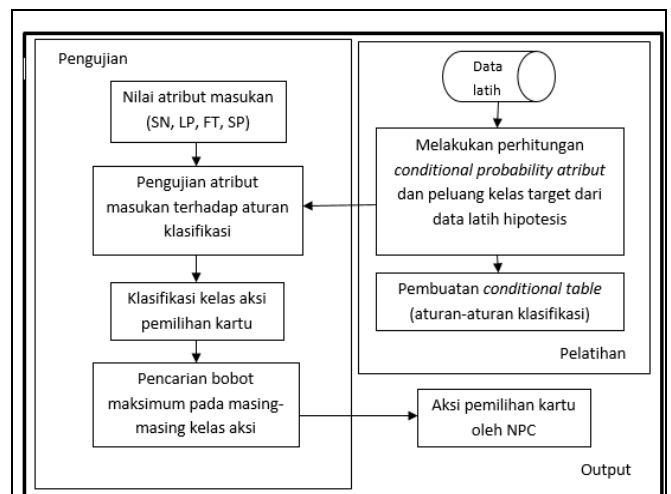 Pengujian
Nilai atribut masukan
(SN, LP, FT, SP)
Pengujian atribut
masukan terhadap aturan
klasifikasi
Klasifikasi kelas aksi
pemilihan kartu
Pencarian bobot
maksimum pada masing-
masing kelas aksi
Data
latih
Melakukan perhitungan
conditional probability atribut
dan peluang kelas target dari
data latih hipotesis
Pembuatan conditional table
(aturan-aturan klasifikasi)
Pelatihan
Aksi pemilihan kartu
oleh NPC
Output